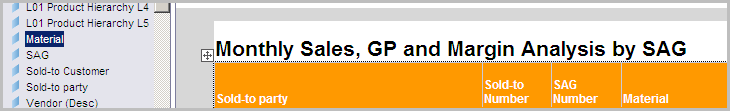 L01 Product Hierarchy L4
L01 Product Hierarchy L5
Material
SAG
Sold-to Customer
Sold-to party
Vendor (Desc)
Monthly Sales, GP and Margin Analysis by SAG
Sold-to party
Sold-to
Number
SAG
Number
Material